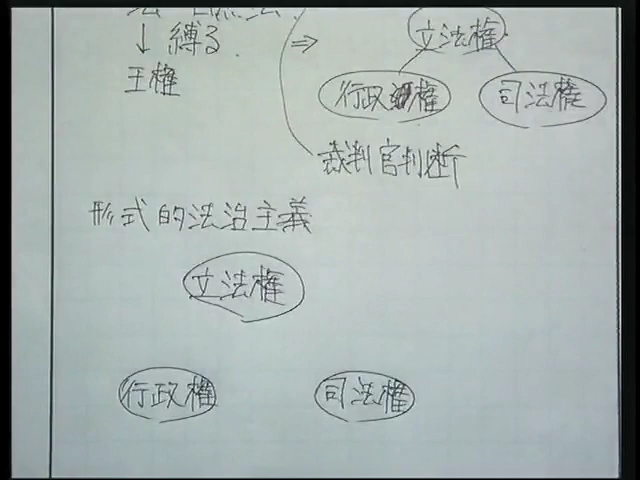 縛る
⇒
王権
立法権
行政権
司法権
裁判官判断
形式的法治主義
立法権
行政権
司法権